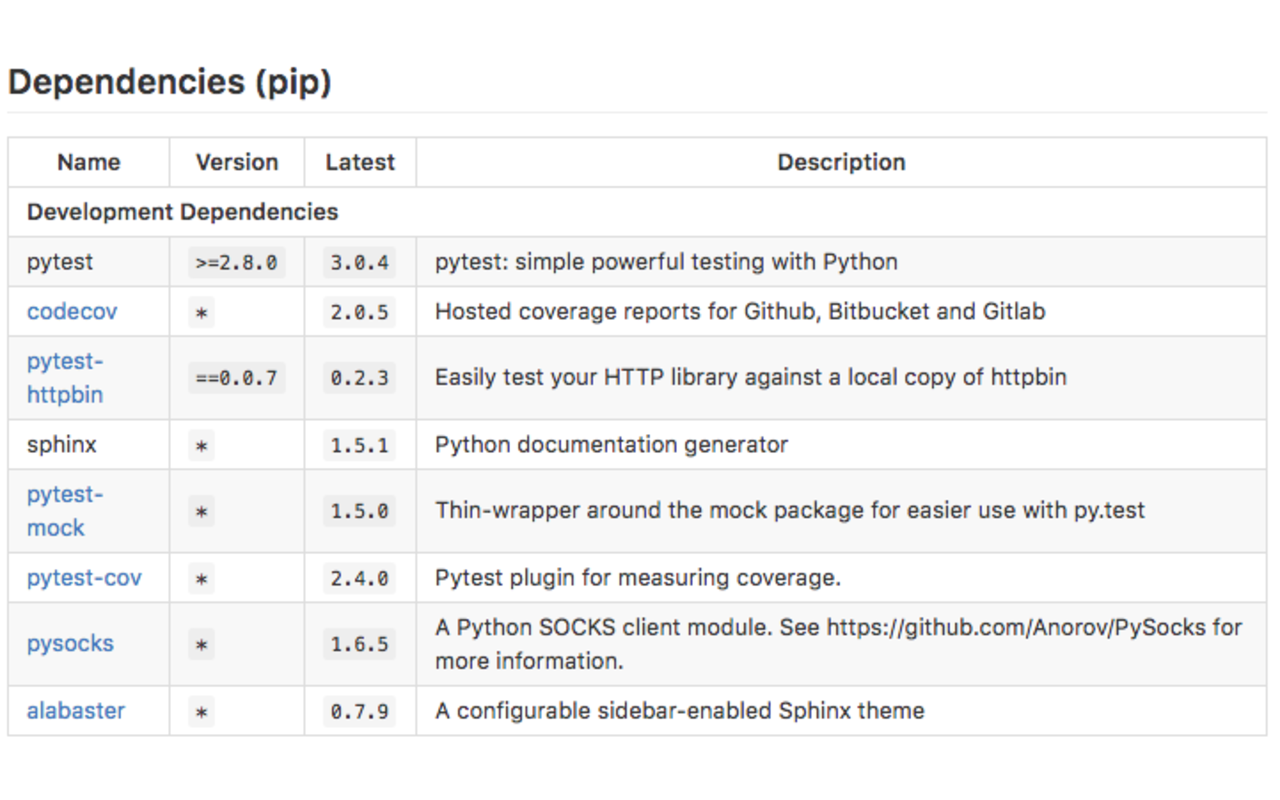 Dependencies (pip)
Name Version Latest Description
Development Dependencies
pytest >=2.8.0 3.0.4 pytest: simple powerful testing with Python
codecov * 2.0.5 Hosted coverage reports for Github, Bitbucket and Gitlab
pytest-
httpbin ==0.0.7 0.2.3 Easily test your HTTP library against a local copy of httpbin
sphinx * 1.5.1 Python documentation generator
pytest-
mock * 1.5.0 Thin-wrapper around the mock package for easier use with py.test
pytest-cov * 2.4.0 Pytest plugin for measuring coverage.
pysocks * 1.6.5 A Python SOCKS client module. See https://github.com/Anorov/PySocks for
more information.
alabaster * 0.7.9 A configurable sidebar-enabled Sphinx theme